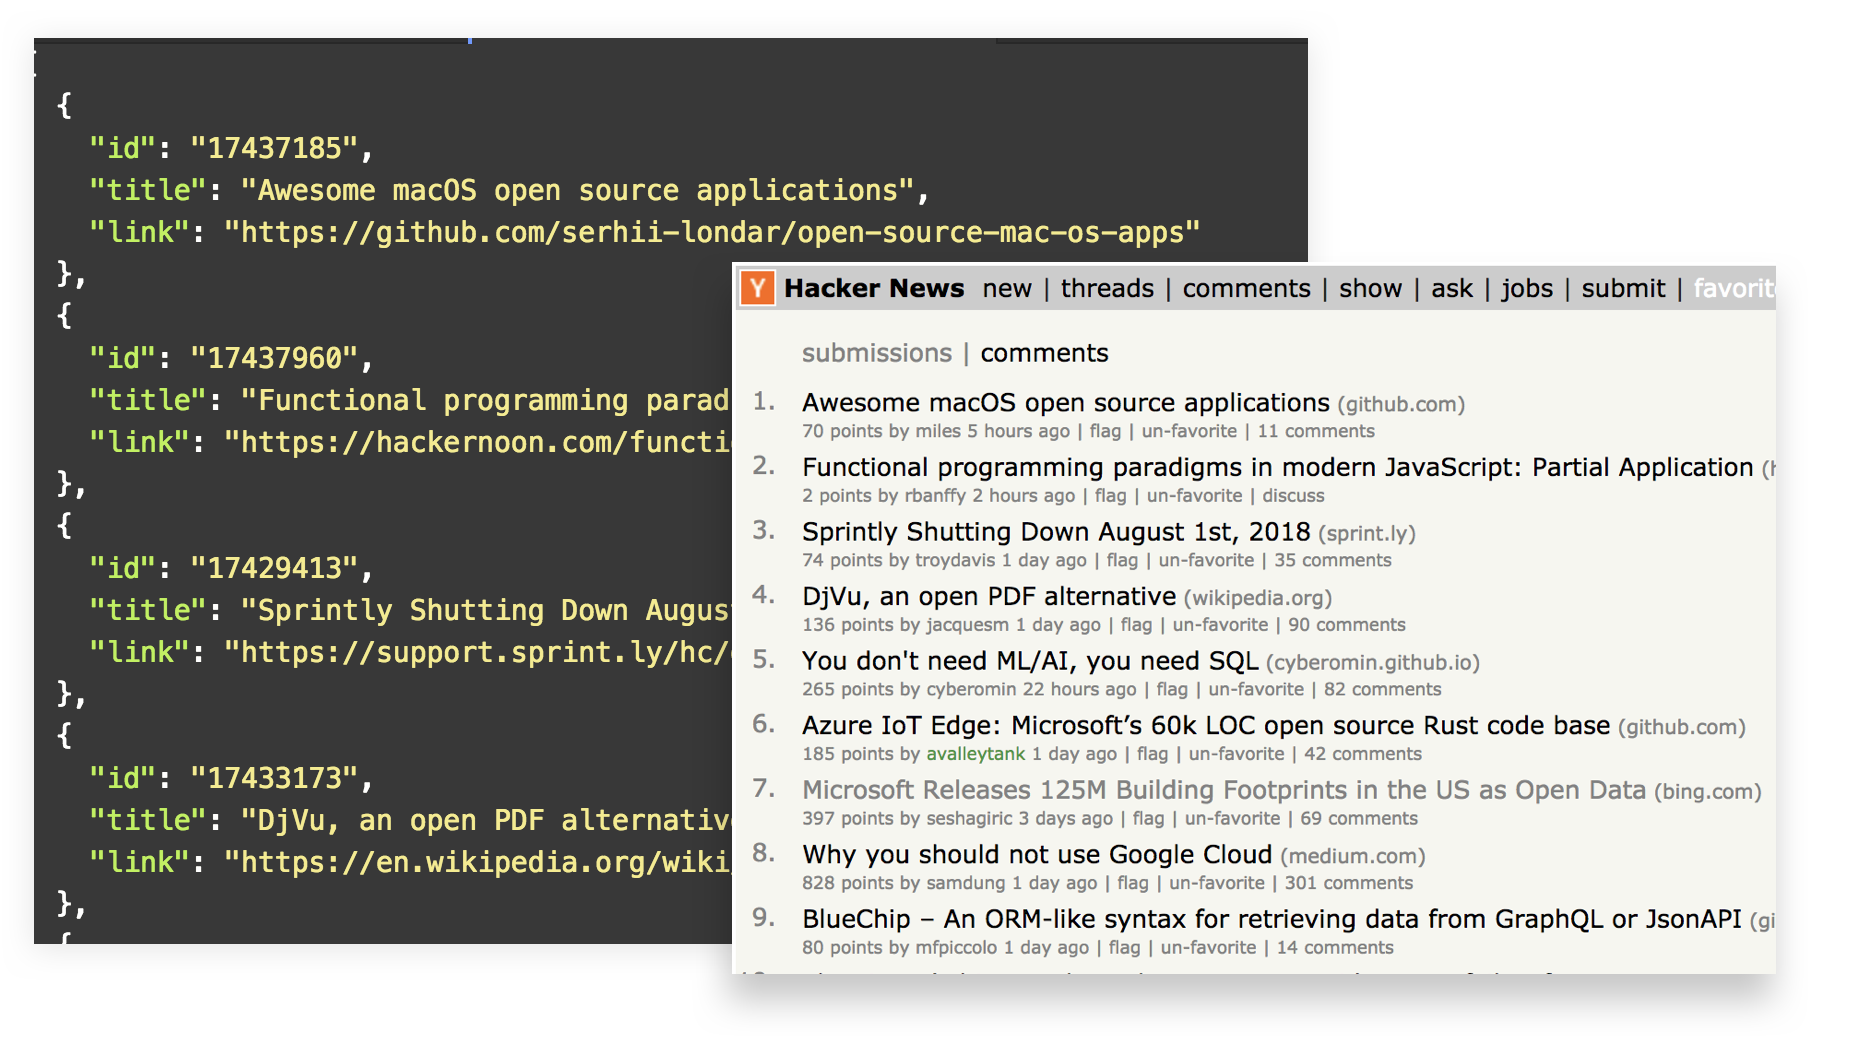 [
{
"id": "17437185",
"title": "Awesome macOS open source applications",
"link": "https://github.com/serhii-londar/open-source-mac-os-apps"
},
{
"id": "17437960",
"title": "Functional programming parad
"link": "https://hackernoon.com/functi
},
{
"id": "17429413",
"title": "Sprintly Shutting Down Augus
"link": "https://support.sprint.ly/hc/
},
{
"id": "17433173",
"title": "DjVu, an open PDF alternativ
"link": "https://en.wikipedia.org/wiki
},
{
Y Hacker News new | threads | comments | show | ask | jobs | submit | favorit
submissions | comments
1. Awesome macOS open source applications (github.com)
70 points by miles 5 hours ago | flag | un-favorite | 11 comments
2. Functional programming paradigms in modern JavaScript: Partial Application (h
2 points by rbanffy 2 hours ago | flag | un-favorite | discuss
3. Sprintly Shutting Down August 1st, 2018 (sprint.ly)
74 points by troydavis 1 day ago | flag | un-favorite | 35 comments
4. DjVu, an open PDF alternative (wikipedia.org)
136 points by jacquesm 1 day ago | flag | un-favorite | 90 comments
5. You don't need ML/AI, you need SQL (cyberomin.github.io)
265 points by cyberomin 22 hours ago | flag | un-favorite | 82 comments
6. Azure IoT Edge: Microsoft’s 60k LOC open source Rust code base (github.com)
185 points by avalleytank 1 day ago | flag | un-favorite | 42 comments
7. Microsoft Releases 125M Building Footprints in the US as Open Data (bing.com)
397 points by seshagiric 3 days ago | flag | un-favorite | 69 comments
8. Why you should not use Google Cloud (medium.com)
828 points by samdung 1 day ago | flag | un-favorite | 301 comments
9. BlueChip – An ORM-like syntax for retrieving data from GraphQL or JsonAPI (gi
80 points by mfpiccolo 1 day ago | flag | un-favorite | 14 comments